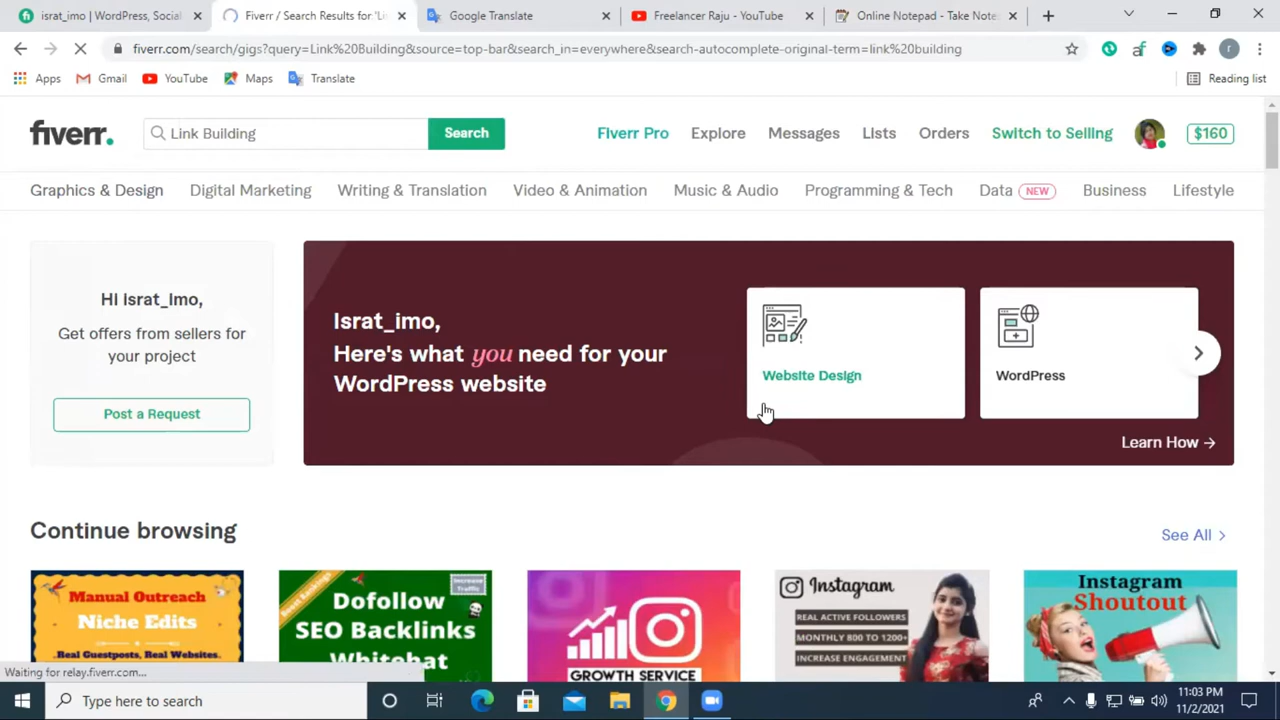 israt_imo | WordPress, Social
Fiverr / Search Results for 'Li
Google Translate
Freelancer Raju - YouTube
Online Notepad - Take Note
fiverr.com/search/gigs?query=Link%20Building&source=top-bar&search_in=everywhere&search-autocomplete-original-term=link%20building
af
r
Apps
Gmail
YouTube
Maps
Translate
Reading list
fiverr.
Link Building
Search
Fiverr Pro
Explore
Messages
Lists
Orders
Switch to Selling
$160
Graphics & Design
Digital Marketing
Writing & Translation
Video & Animation
Music & Audio
Programming & Tech
Data NEW
Business
Lifestyle
Hi israt_imo,
Get offers from sellers for
your project
Post a Request
Israt_imo,
Here's what you need for your
WordPress website
Website Design
WordPress
Learn How →
Continue browsing
See All >
Manual Outreach
Niche Edits
Real Guestposts, Real Websites.
Boost Rankings
Increase
Traffic
Dofollow
SEO Backlinks
Whitehat
GROWTH SERVICE
Instagram
REAL ACTIVE FOLLOWERS
MONTHLY 800 TO 1200+
INCREASE ENGAGEMENT
Instagram
Shoutout
Waiting for relay.fiverr.com...
Type here to search
11:03 PM
11/2/2021